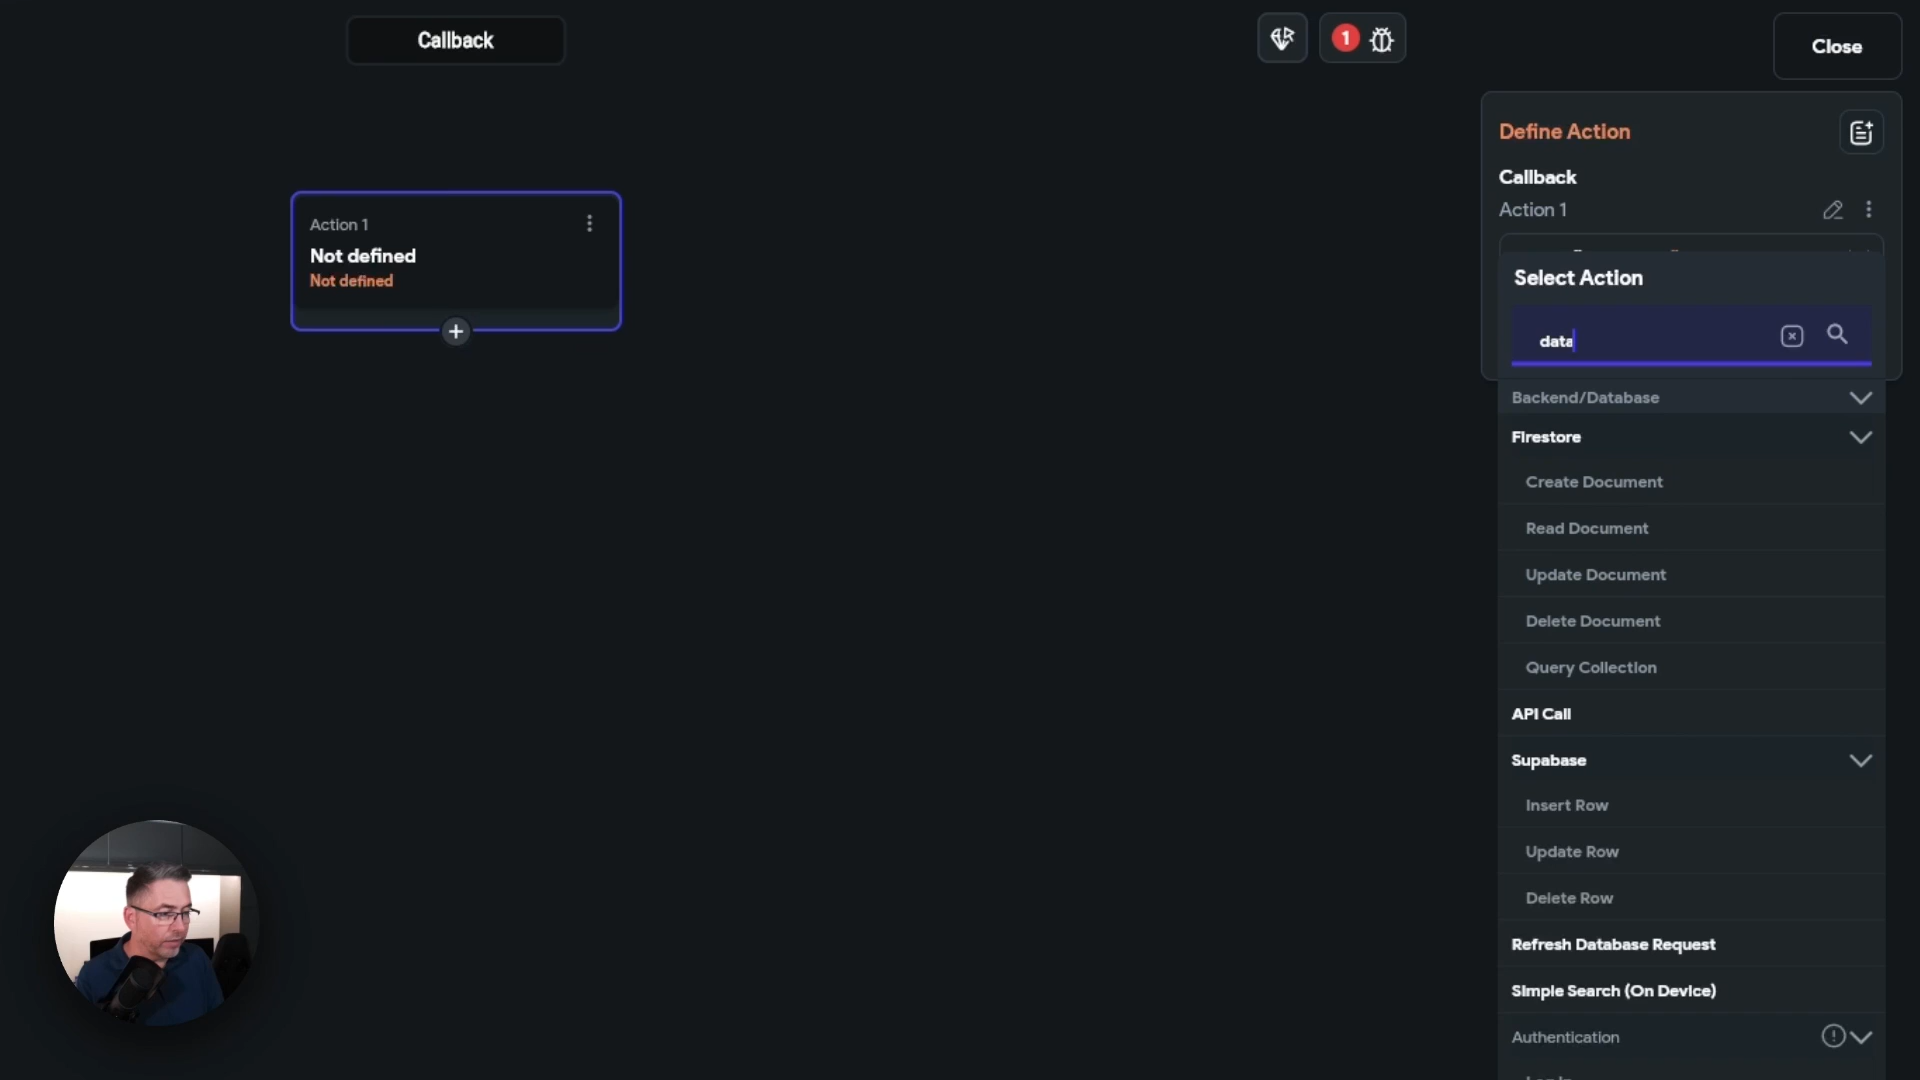 Callback
1
Close
Define Action
Callback
Action 1
Action 1
Not defined
Not defined
Select Action
data
Backend/Database
Firestore
Create Document
Read Document
Update Document
Delete Document
Query Collection
API Call
Supabase
Insert Row
Update Row
Delete Row
Refresh Database Request
Simple Search (On Device)
Authentication